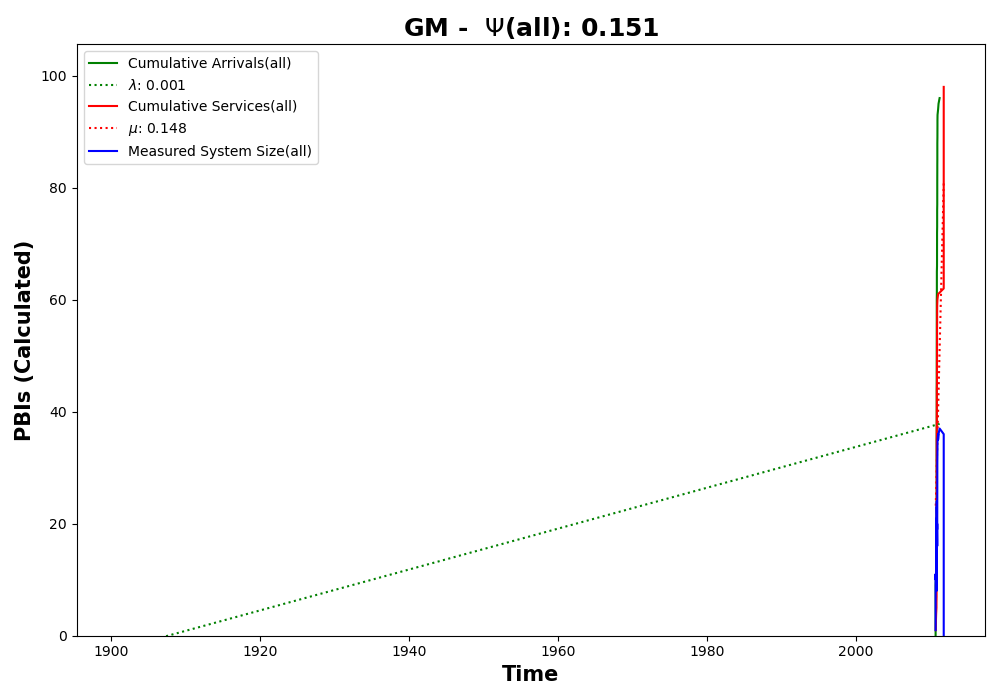 GM -  Ψ(all): 0.151
Cumulative Arrivals(all)
λ: 0.001
Cumulative Services(all)
μ: 0.148
Measured System Size(all)
PBIs (Calculated)
100
80
60
40
20
0
1900 1920 1940 1960 1980 2000
Time